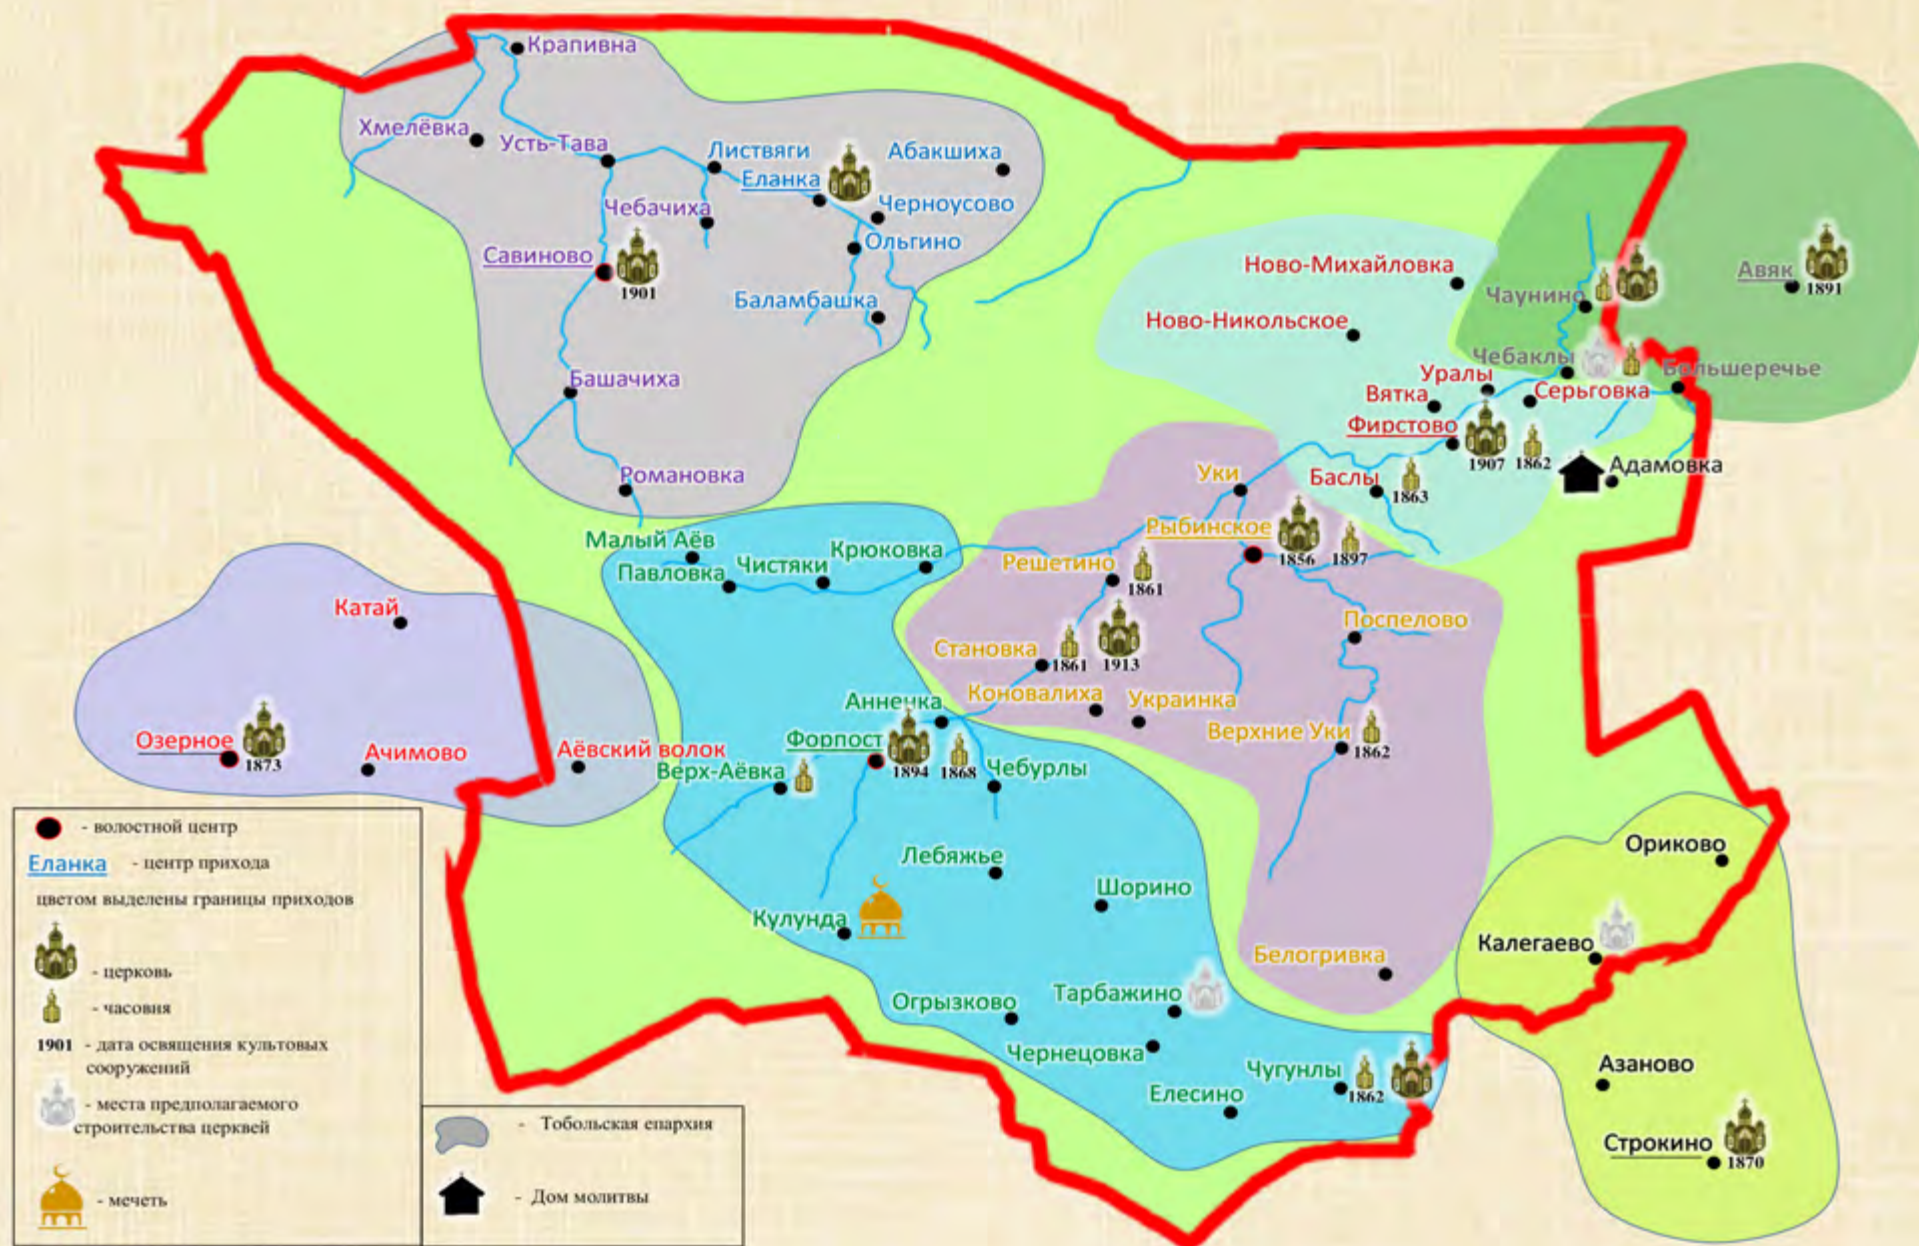 Крапивна
Хмелёвка
Усть-Тава
Листвяги
Абакшиха
Еланка
Чебачиха
Черноусово
Ольгино
Савиново
1901
Баламбашка
Башачиха
Романовка
Ново-Михайловка
Чаунино
Авяк
1891
Ново-Никольское
Чебаклы
Большеречье
Уралы
Вятка
Серьговка
Фирстово
1907
1862
Адамовка
Уки
Баслы
1863
Рыбинское
1856
1897
Решетино
1861
Поспелово
Становка
1861
1913
Коновалиха
Украинка
Верхние Уки
1862
Белогривка
Малый Аёв
Павловка
Чистяки
Крюковка
Катай
Озерное
1873
Ачимово
Аёвский волок
Анненка
Форпост
1894
1868
Верх-Аёвка
Чебурлы
Лебяжье
Шорино
Кулунда
Огрызково
Тарбажино
Чернецовка
Чугунлы
1862
Елесино
Ориково
Калегаево
Азаново
Строкино
1870
- волостной центр
Еланка - центр прихода
цветом выделены границы приходов
- церковь
- часовня
1901 - дата освящения культовых
сооружений
- места предполагаемого
строительства церквей
- мечеть
- Тобольская епархия
- Дом молитвы